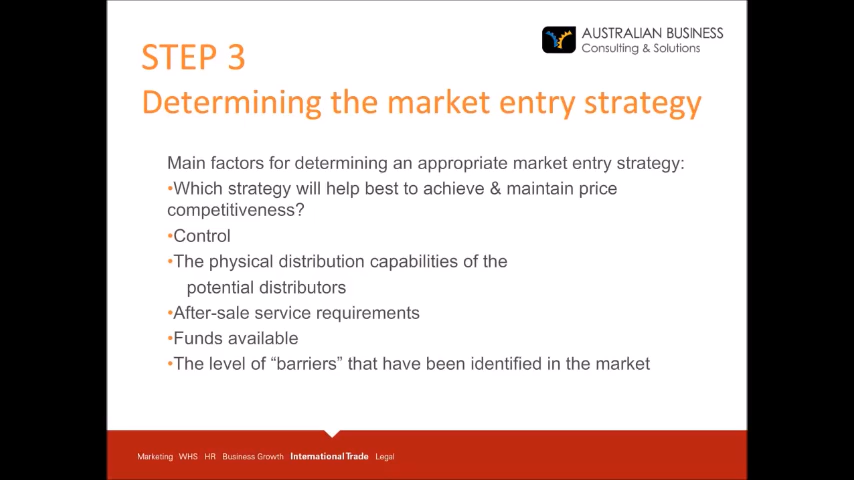 AUSTRALIAN BUSINESS
Consulting & Solutions
STEP 3
Determining the market entry strategy
Main factors for determining an appropriate market entry strategy:
•Which strategy will help best to achieve & maintain price
competitiveness?
•Control
•The physical distribution capabilities of the
potential distributors
•After-sale service requirements
•Funds available
•The level of “barriers” that have been identified in the market
Marketing WHS HR Business Growth International Trade Legal